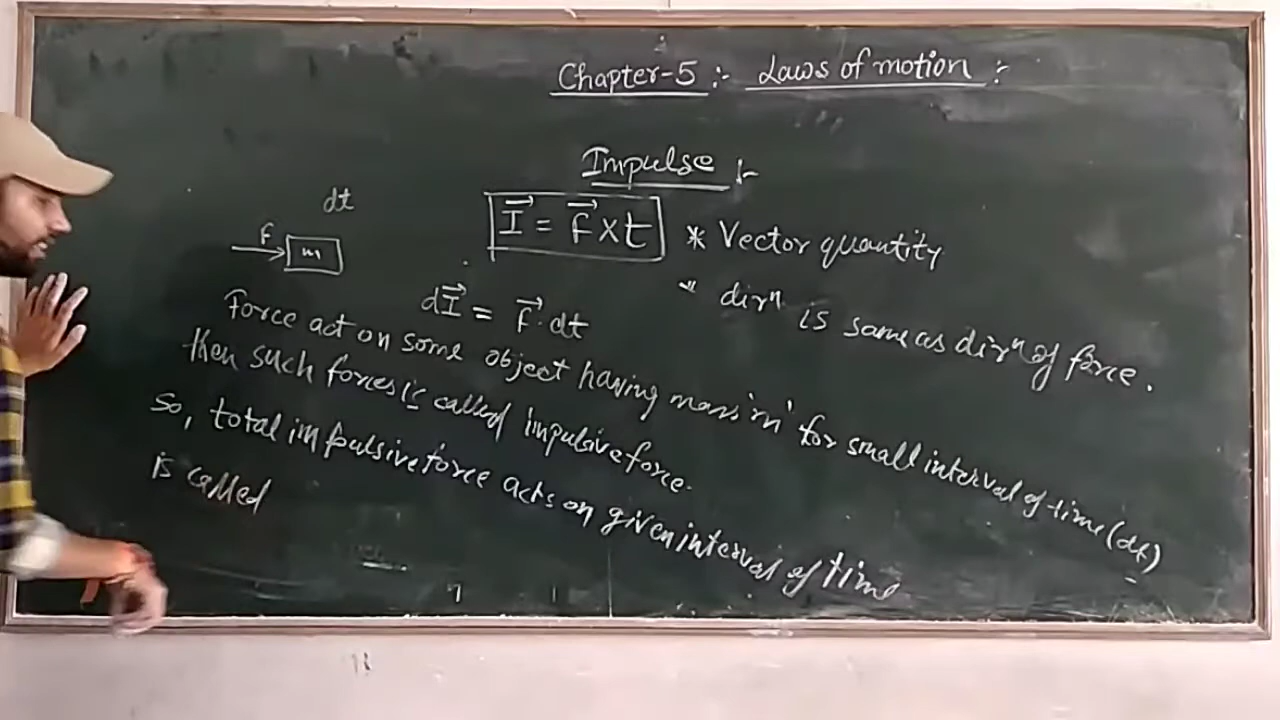 Chapter-5 :- Laws of motion :-
Impulse :-
dt
F
m
I⃗ = F⃗ × t
* Vector quantity
* dirⁿ is same as dirⁿ of force.
dI⃗ = F⃗. dt
Force act on some object having mass 'm' for small interval of time (dt)
then such forces is called impulsive force.
So, total impulsive force acts on given interval of time
is called